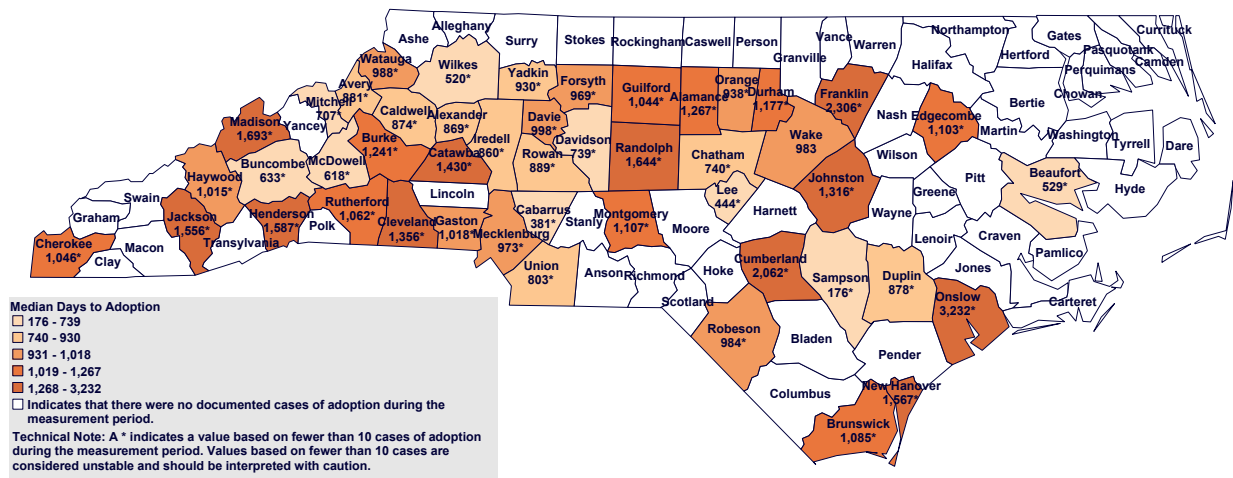 Ashe
Alleghany
Surry
Stokes
Rockingham
Caswell
Person
Granville
Vance
Warren
Northampton
Halifax
Hertford
Gates
Pasquotank
Currituck
Camden
Perquimans
Chowan
Bertie
Watauga
988*
Wilkes
520*
Yadkin
930*
Forsyth
969*
Guilford
1,044*
Alamance
1,267*
Orange
938*
Durham
1,177*
Franklin
2,306*
Nash
Edgecombe
1,103*
Martin
Washington
Tyrrell
Dare
Avery
881*
Mitchell
707*
Caldwell
874*
Alexander
869*
Iredell
860*
Davie
998*
Davidson
739*
Randolph
1,644*
Chatham
740*
Wake
983
Wilson
Madison
1,693*
Yancey
Burke
1,241*
Catawba
1,430*
Rowan
889*
Johnston
1,316*
Greene
Pitt
Beaufort
529*
Hyde
Haywood
1,015*
Buncombe
633*
McDowell
618*
Lincoln
Lee
444*
Harnett
Wayne
Lenoir
Craven
Pamlico
Swain
Graham
Jackson
1,556*
Henderson
1,587*
Rutherford
1,062*
Polk
Cleveland
1,356*
Gaston
1,018*
Mecklenburg
973*
Cabarrus
381*
Stanly
Montgomery
1,107*
Moore
Cherokee
1,046*
Macon
Clay
Transylvania
Union
803*
Anson
Richmond
Hoke
Scotland
Cumberland
2,062*
Sampson
176*
Duplin
878*
Jones
Onslow
3,232*
Carteret
Robeson
984*
Bladen
Pender
Columbus
New Hanover
1,567*
Brunswick
1,085*
Median Days to Adoption
176 - 739
740 - 930
931 - 1,018
1,019 - 1,267
1,268 - 3,232
Indicates that there were no documented cases of adoption during the
measurement period.
Technical Note: A * indicates a value based on fewer than 10 cases of adoption
during the measurement period. Values based on fewer than 10 cases are
considered unstable and should be interpreted with caution.